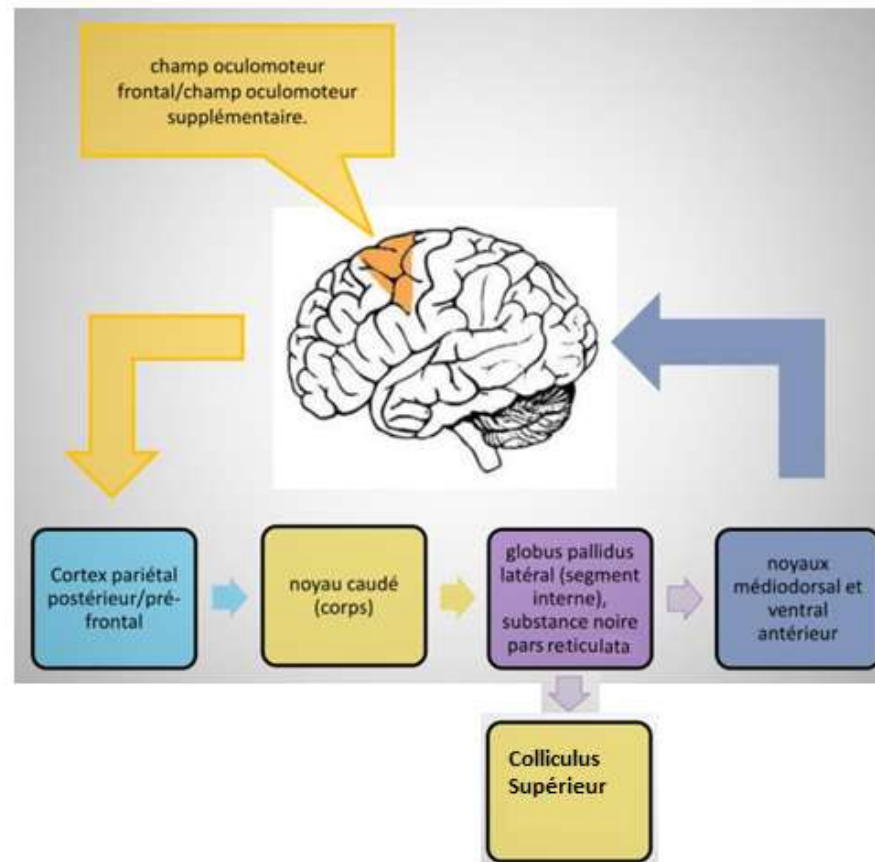 champ oculomoteur
frontal/champ oculomoteur
supplémentaire.
Cortex pariétal
postérieur/pré-
frontal
noyau caudé
(corps)
globus pallidus
latéral (segment
interne),
substance noire
pars reticulata
noyaux
médiodorsal et
ventral
antérieur
Colliculus
Supérieur